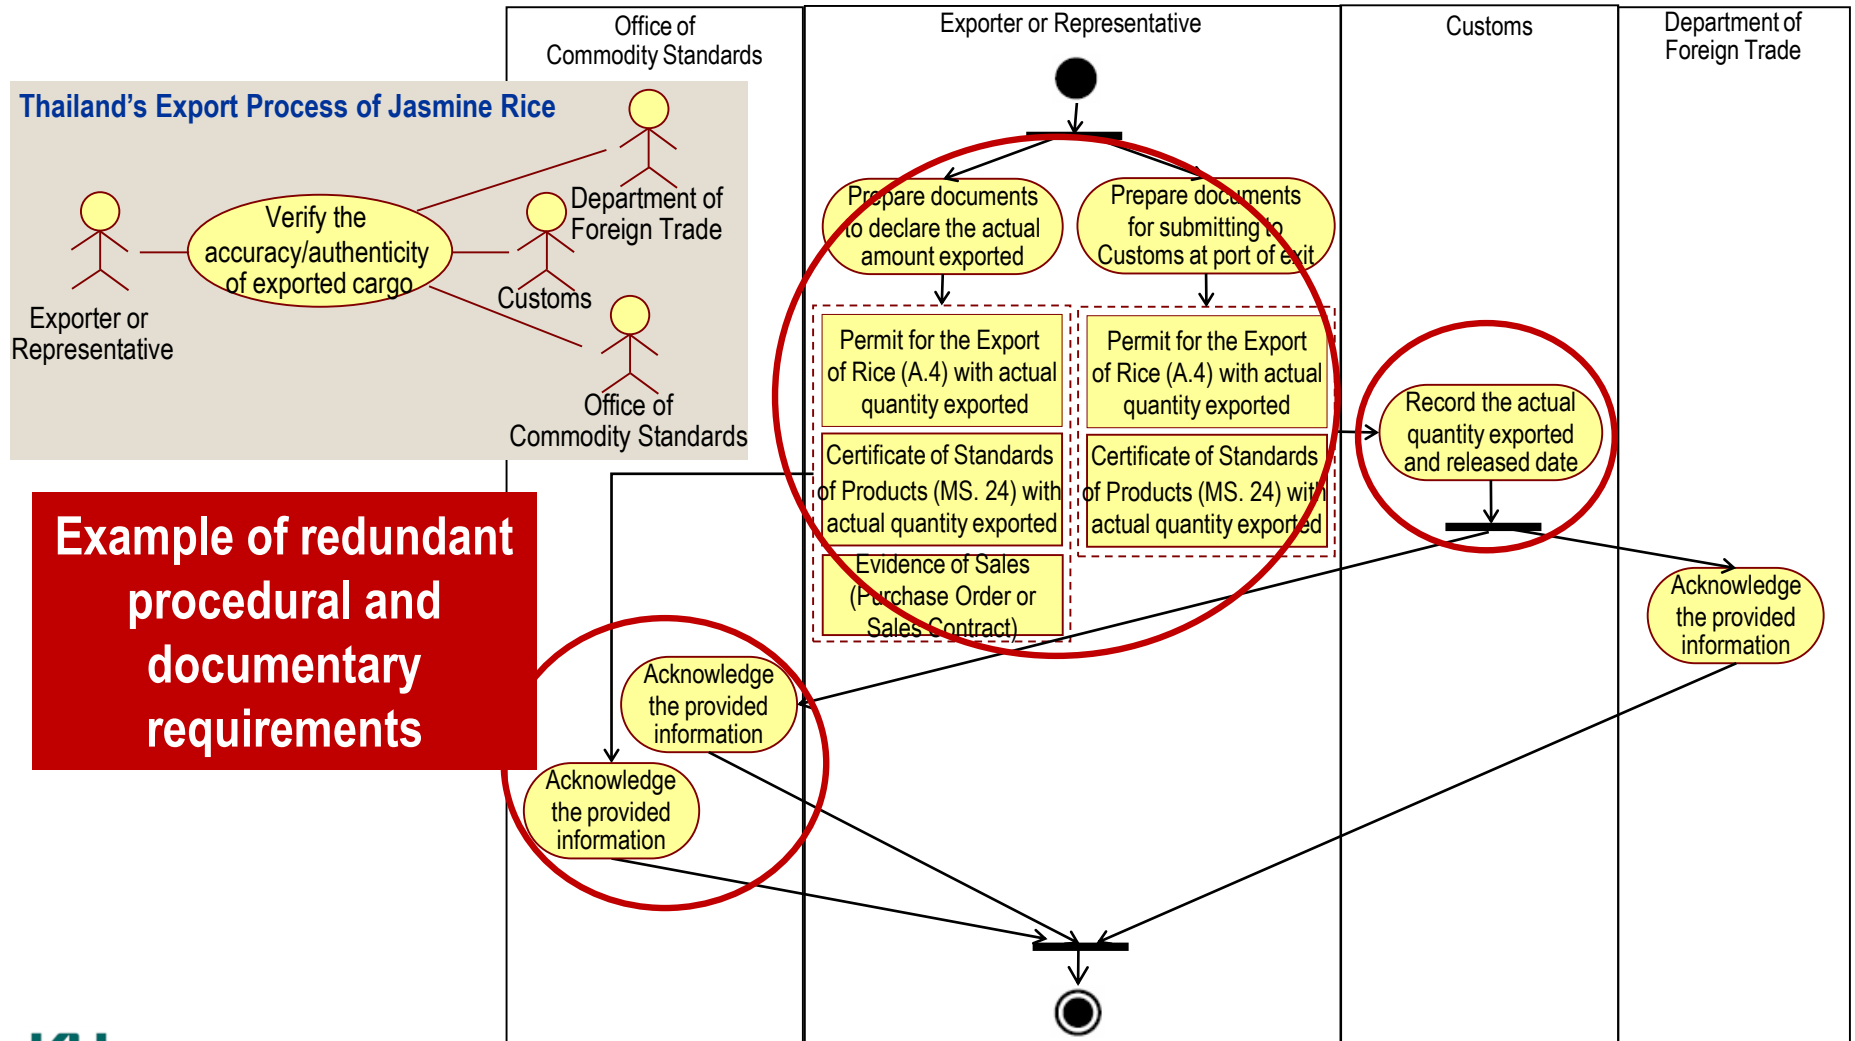 Office of
Commodity Standards
Exporter or Representative
Customs
Department of
Foreign Trade
Thailand's Export Process of Jasmine Rice
Verify the
accuracy/authenticity
of exported cargo
Exporter or
Representative
Department of
Foreign Trade
Customs
Office of
Commodity Standards
Example of redundant
procedural and
documentary
requirements
Prepare documents
to declare the actual
amount exported
Prepare documents
for submitting to
Customs at port of exit
Permit for the Export
of Rice (A.4) with actual
quantity exported
Certificate of Standards
of Products (MS. 24) with
actual quantity exported
Evidence of Sales
(Purchase Order or
Sales Contract)
Permit for the Export
of Rice (A.4) with actual
quantity exported
Certificate of Standards
of Products (MS. 24) with
actual quantity exported
Record the actual
quantity exported
and released date
Acknowledge
the provided
information
Acknowledge
the provided
information
Acknowledge
the provided
information